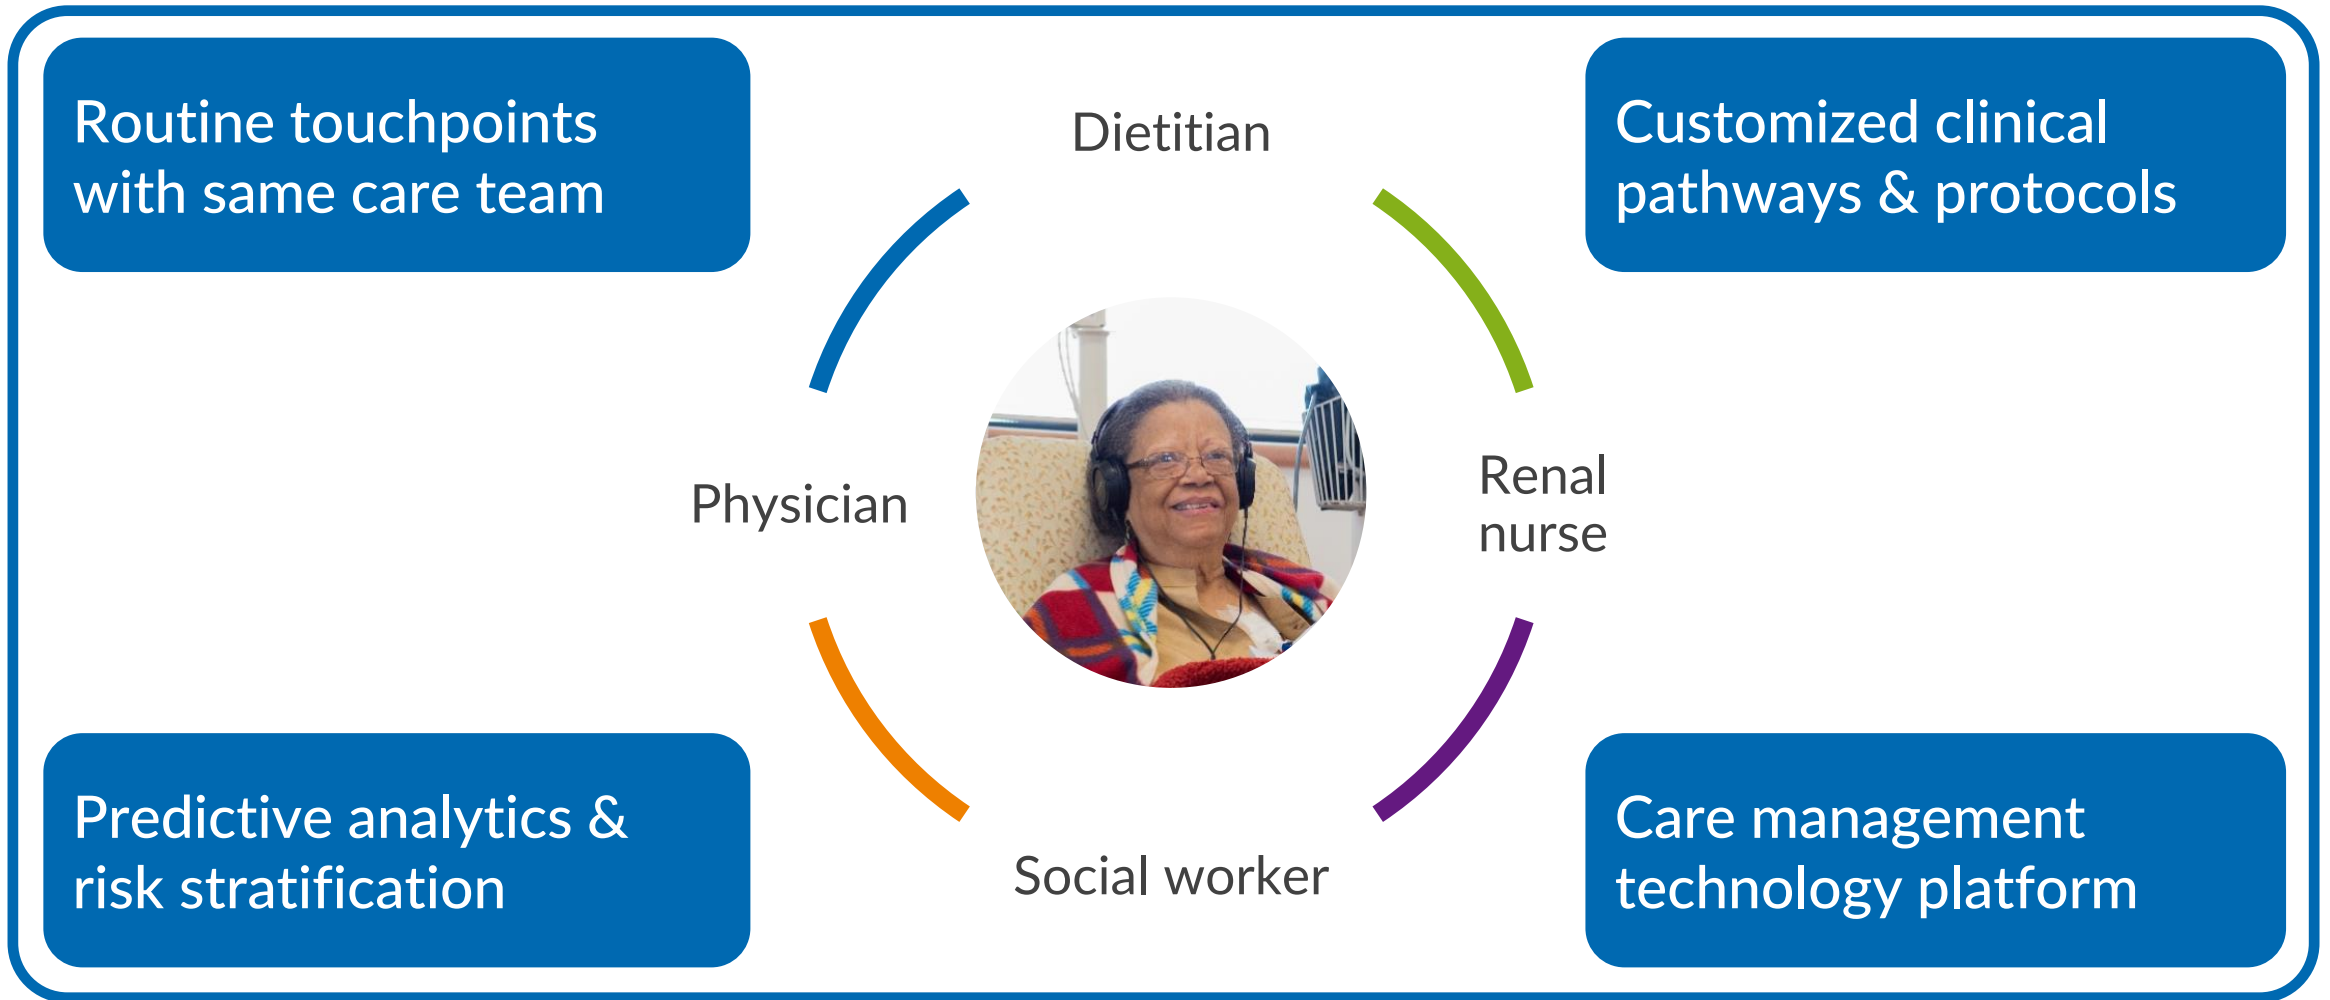 Routine touchpoints
with same care team
Dietitian
Customized clinical
pathways & protocols
Physician
Renal
nurse
Predictive analytics &
risk stratification
Social worker
Care management
technology platform